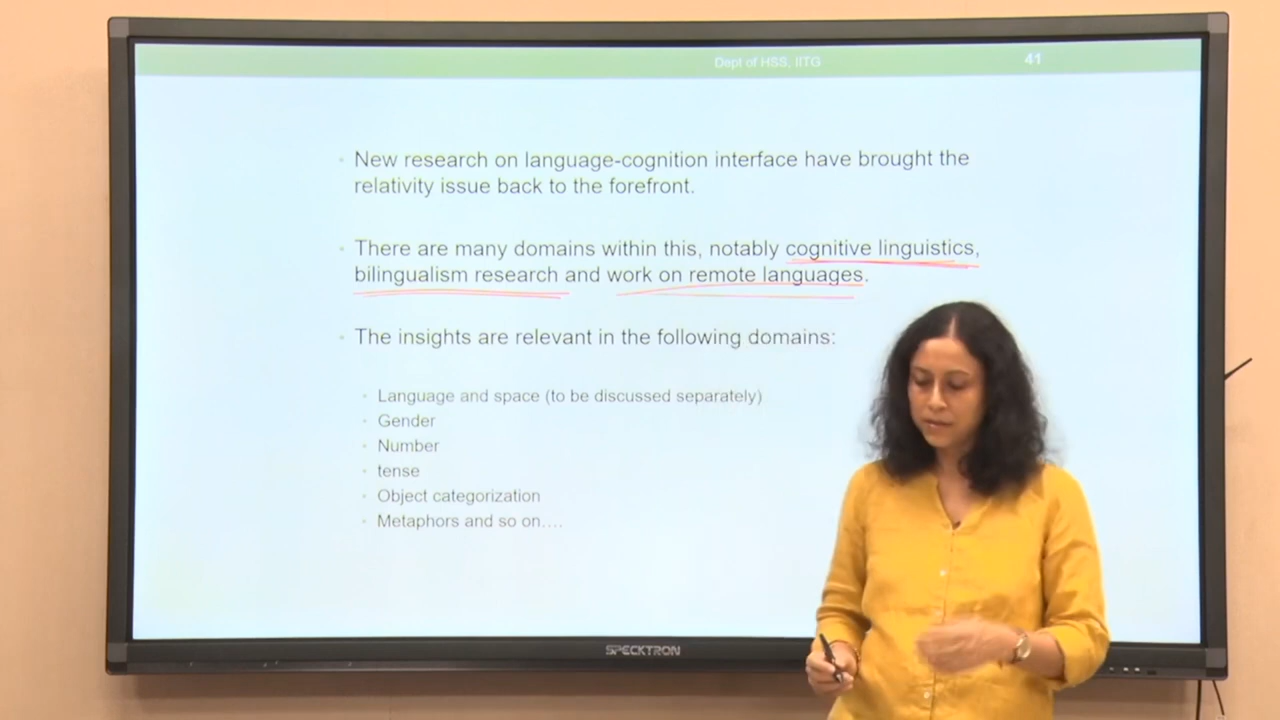 Dept of HSS, IITG 41
New research on language-cognition interface have brought the
relativity issue back to the forefront.
There are many domains within this, notably cognitive linguistics,
bilingualism research and work on remote languages.
The insights are relevant in the following domains:
Language and space (to be discussed separately)
Gender
Number
tense
Object categorization
Metaphors and so on….
SPECKTRON